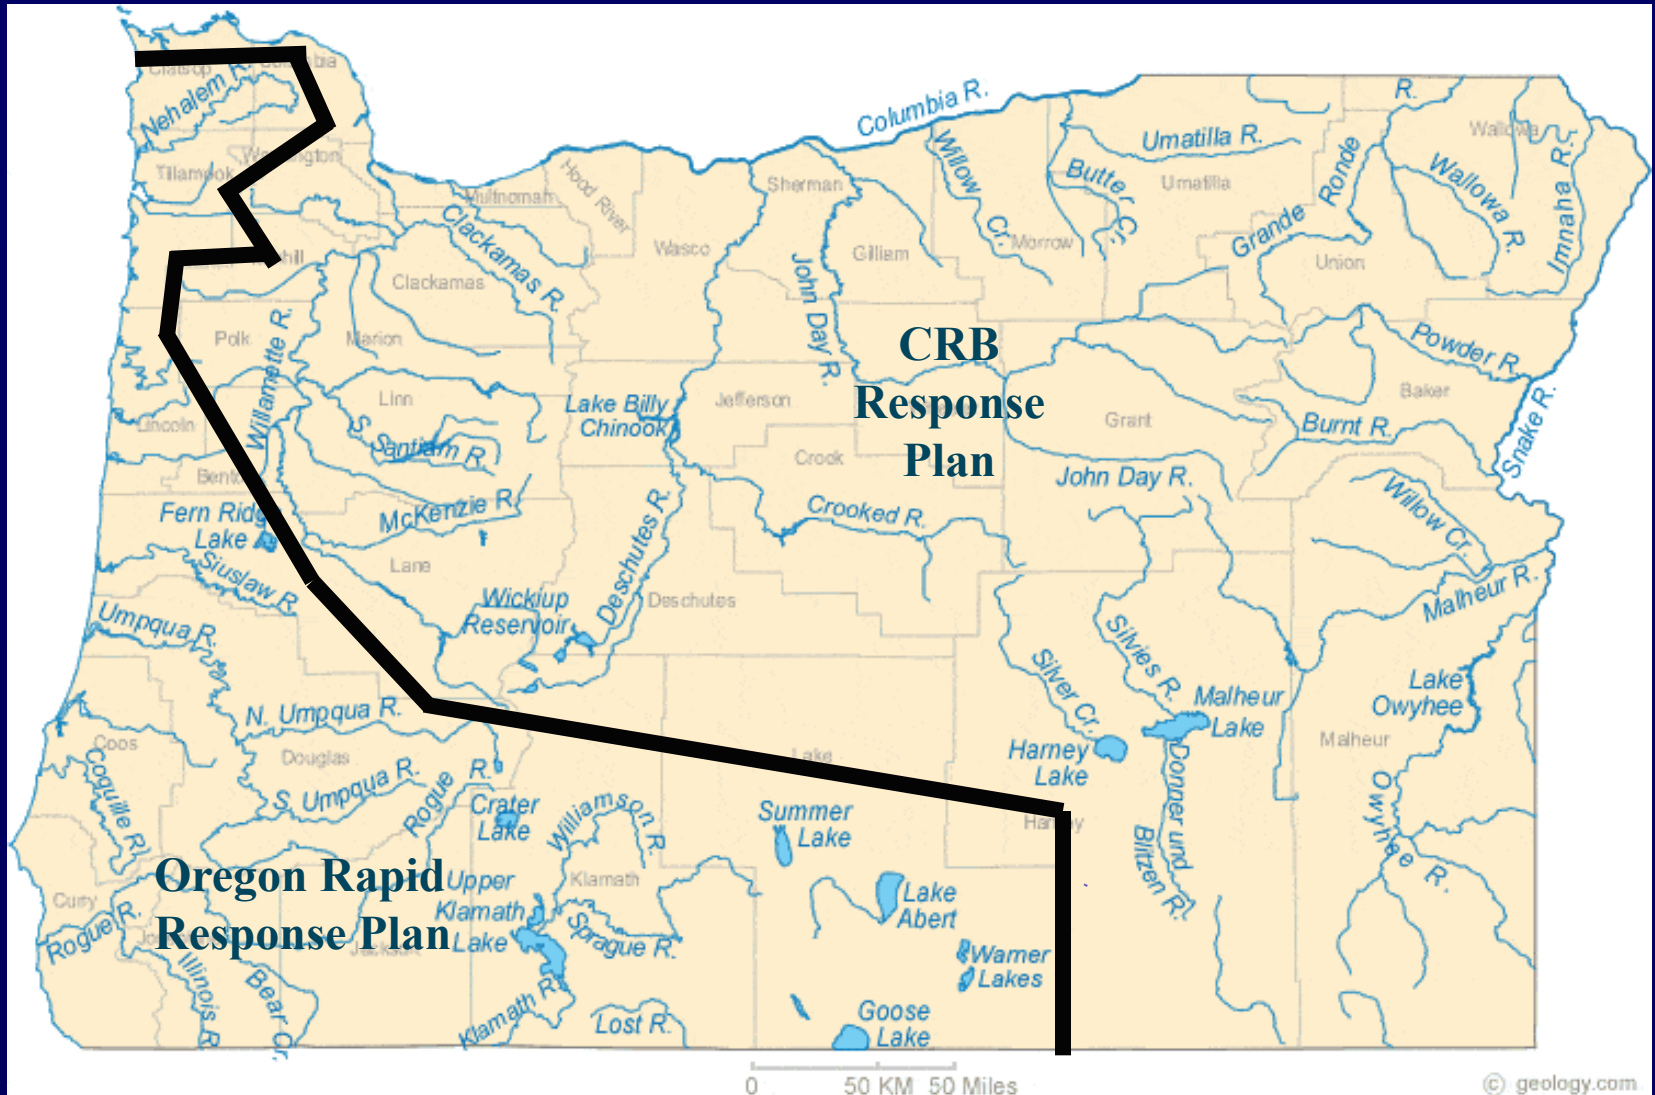 Clatsop
Columbia
Nehalem R.
Columbia R.
R.
Wallowa
Tillamook
Washington
Multnomah
Hood River
Sherman
Willow Cr.
Umatilla R.
Butter Cr.
Umatilla
Grande Ronde
Wallowa R.
Imnaha R.
Clackamas R.
Wasco
Gilliam
Morrow
Union
hill
Clackamas
John Day R.
Polk
Willamette R.
Marion
CRB
Response
Plan
Powder R.
Linn
Lake Billy
Chinook
Jefferson
Grant
Baker
Lincoln
S. Santiam R.
Burnt R.
Snake R.
Benton
Crook
John Day R.
McKenzie R.
Crooked R.
Willow Cr.
Fern Ridge
Lake
Lane
Deschutes R.
Siuslaw R.
Wickiup
Reservoir
Deschutes
Malheur R.
Umpqua R.
Silvies R.
Silver Cr.
Malheur
Lake
Lake
Owyhee
N. Umpqua R.
Coos
Douglas
Lake
Harney
Lake
Malheur
Coquille R.
S. Umpqua R.
Rogue R.
Crater
Lake
Williamson R.
Summer
Lake
Harney
Donner und
Blitzen R.
Owyhee R.
Oregon Rapid
Response Plan
Upper
Klamath
Lake
Klamath
Lake
Abert
Curry
Rogue R.
Jackson
Sprague R.
Warner
Lakes
Illinois R.
Bear Cr.
Klamath R.
Lost R.
Goose
Lake
0 50 KM 50 Miles
© geology.com